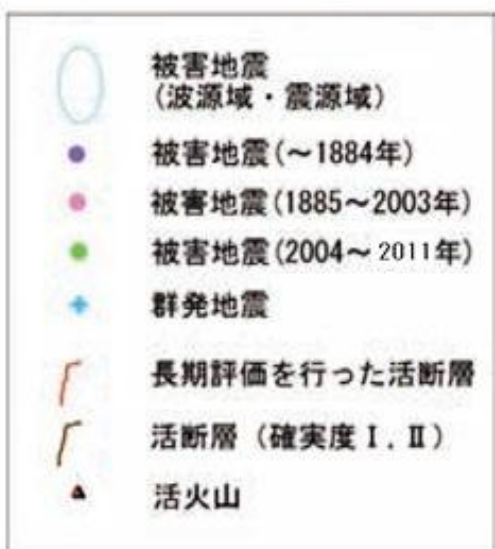 被害地震
(波源域・震源域)
被害地震(～1884年)
被害地震(1885～2003年)
被害地震(2004～2011年)
群発地震
長期評価を行った活断層
活断層（確実度Ⅰ．Ⅱ）
活火山